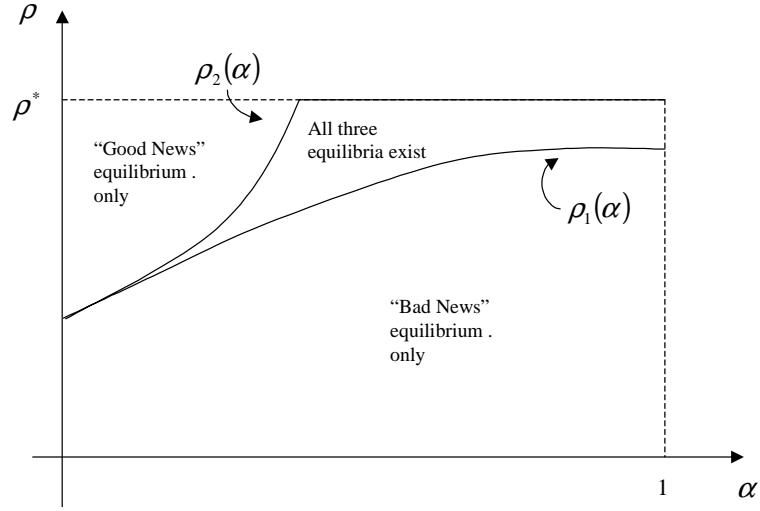 ρ
ρ₂(α)
ρ*
All three
equilibria exist
“Good News”
equilibrium .
only
ρ₁(α)
“Bad News”
equilibrium .
only
1
α